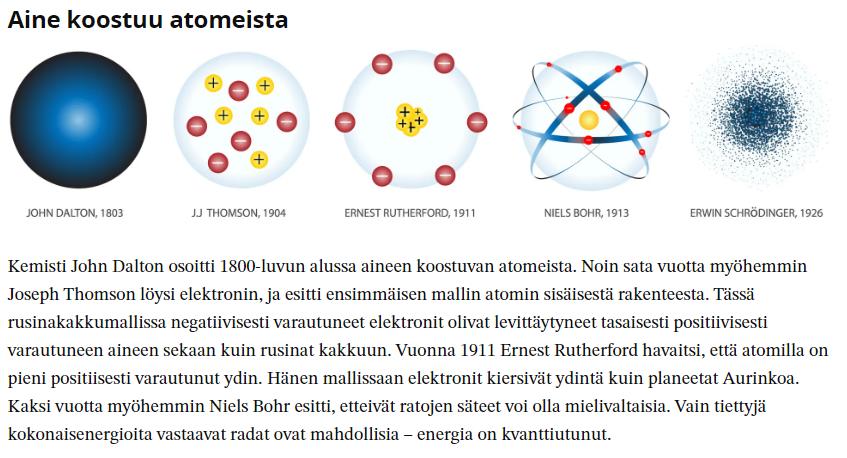 Aine koostuu atomeista
JOHN DALTON, 1803
J.J THOMSON, 1904
ERNEST RUTHERFORD, 1911
NIELS BOHR, 1913
ERWIN SCHRÖDINGER, 1926
Kemisti John Dalton osoitti 1800-luvun alussa aineen koostuvan atomeista. Noin sata vuotta myöhemmin
Joseph Thomson löysi elektronin, ja esitti ensimmäisen mallin atomin sisäisestä rakenteesta. Tässä
rusinakakkumallissa negatiivisesti varautuneet elektronit olivat levittäytyneet tasaisesti positiivisesti
varautuneen aineen sekaan kuin rusinat kakkuun. Vuonna 1911 Ernest Rutherford havaitsi, että atomilla on
pieni positiisesti varautunut ydin. Hänen mallissaan elektronit kiersivät ydintä kuin planeetat Aurinkoa.
Kaksi vuotta myöhemmin Niels Bohr esitti, etteivät ratojen säteet voi olla mielivaltaisia. Vain tiettyjä
kokonaisenergioita vastaavat radat ovat mahdollisia – energia on kvanttiutunut.